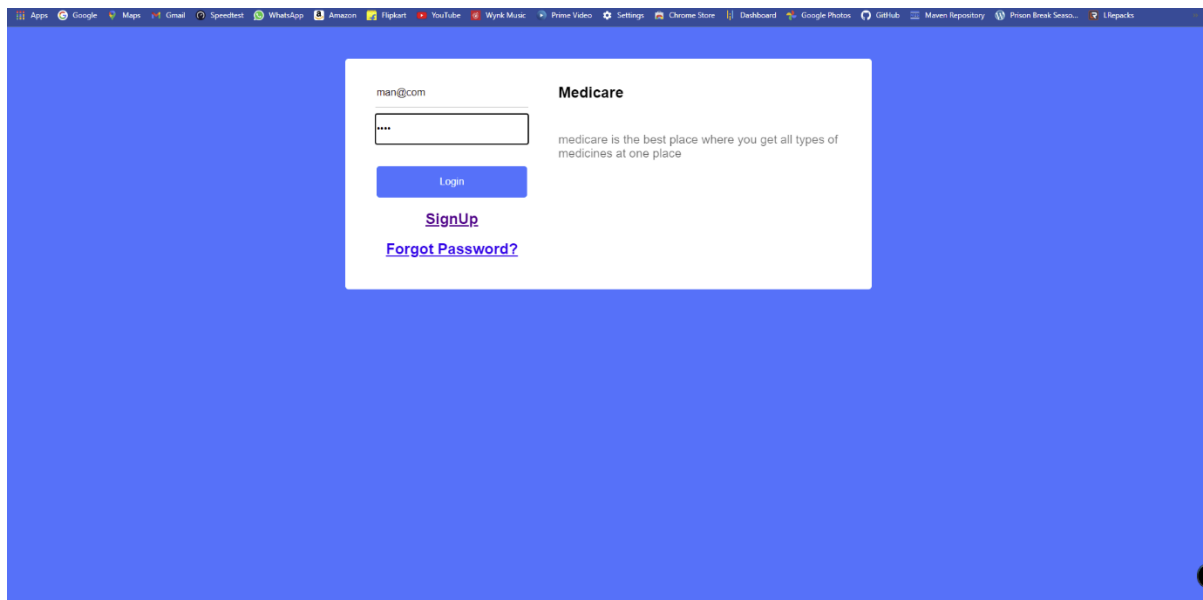 Apps Google Maps Gmail Speedtest WhatsApp Amazon Flipkart YouTube Wynk Music Prime Video Settings Chrome Store Dashboard Google Photos GitHub Maven Repository Prison Break Seaso... LRepacks
man@com
••••
Login
SignUp
Forgot Password?
Medicare
medicare is the best place where you get all types of
medicines at one place